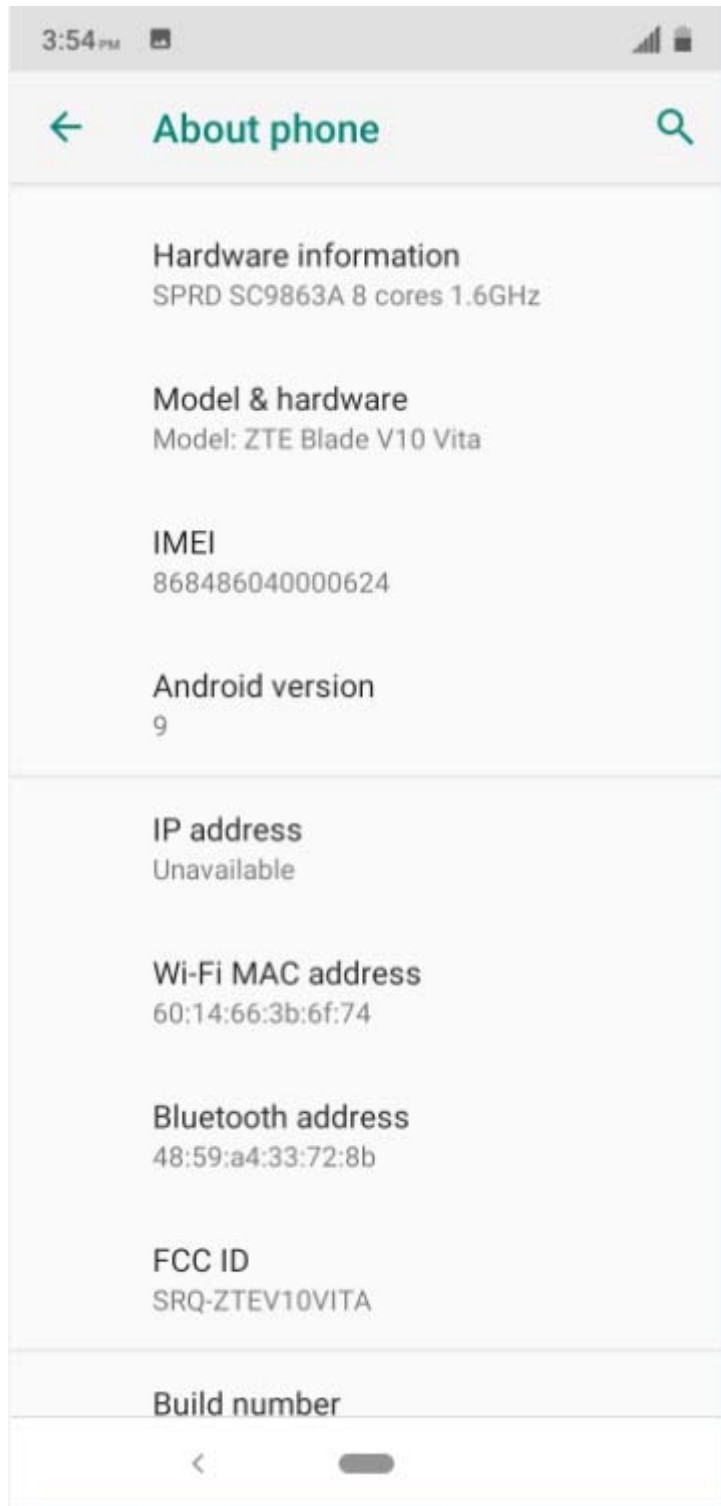 3:54 PM
About phone
Hardware information
SPRD SC9863A 8 cores 1.6GHz
Model & hardware
Model: ZTE Blade V10 Vita
IMEI
868486040000624
Android version
9
IP address
Unavailable
Wi-Fi MAC address
60:14:66:3b:6f:74
Bluetooth address
48:59:a4:33:72:8b
FCC ID
SRQ-ZTEV10VITA
Build number